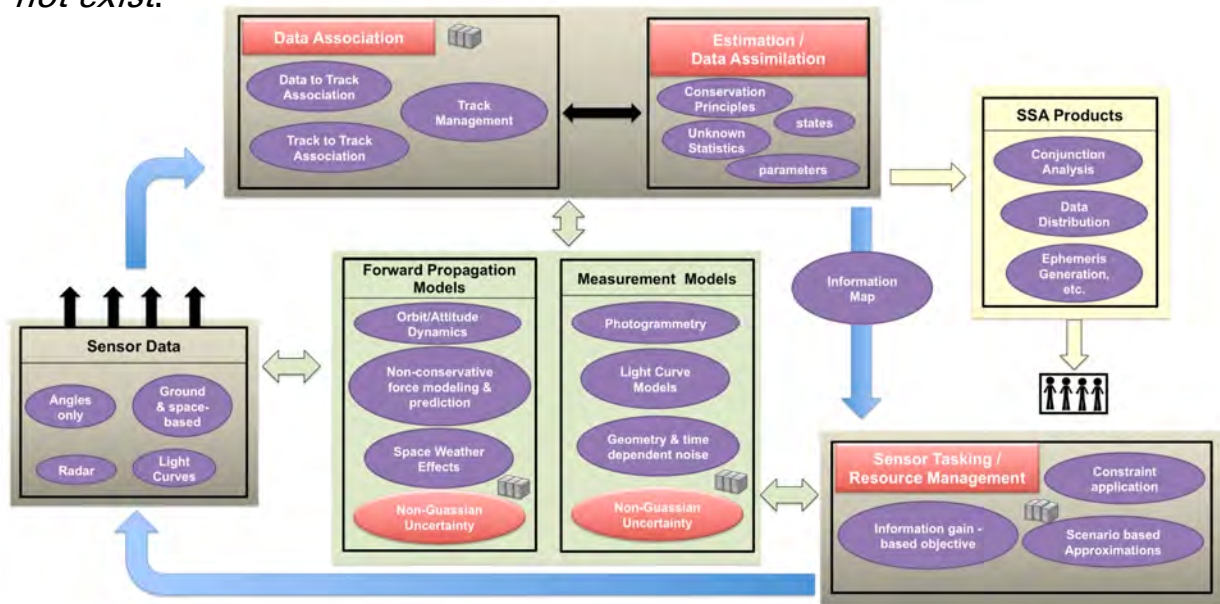 not exist.
Data Association
Data to Track
Association
Track
Management
Track to Track
Association
Estimation /
Data Assimilation
Conservation
Principles
states
Unknown
Statistics
parameters
SSA Products
Conjunction
Analysis
Data
Distribution
Ephemeris
Generation,
etc.
Information
Map
Forward Propagation
Models
Orbit/Attitude
Dynamics
Non-conservative
force modeling &
prediction
Space Weather
Effects
Non-Guassian
Uncertainty
Measurement Models
Photogrammetry
Light Curve
Models
Geometry & time
dependent noise
Non-Guassian
Uncertainty
Sensor Data
Angles
only
Ground
& space-
based
Radar
Light
Curves
Sensor Tasking /
Resource Management
Constraint
application
Information gain -
based objective
Scenario based
Approximations